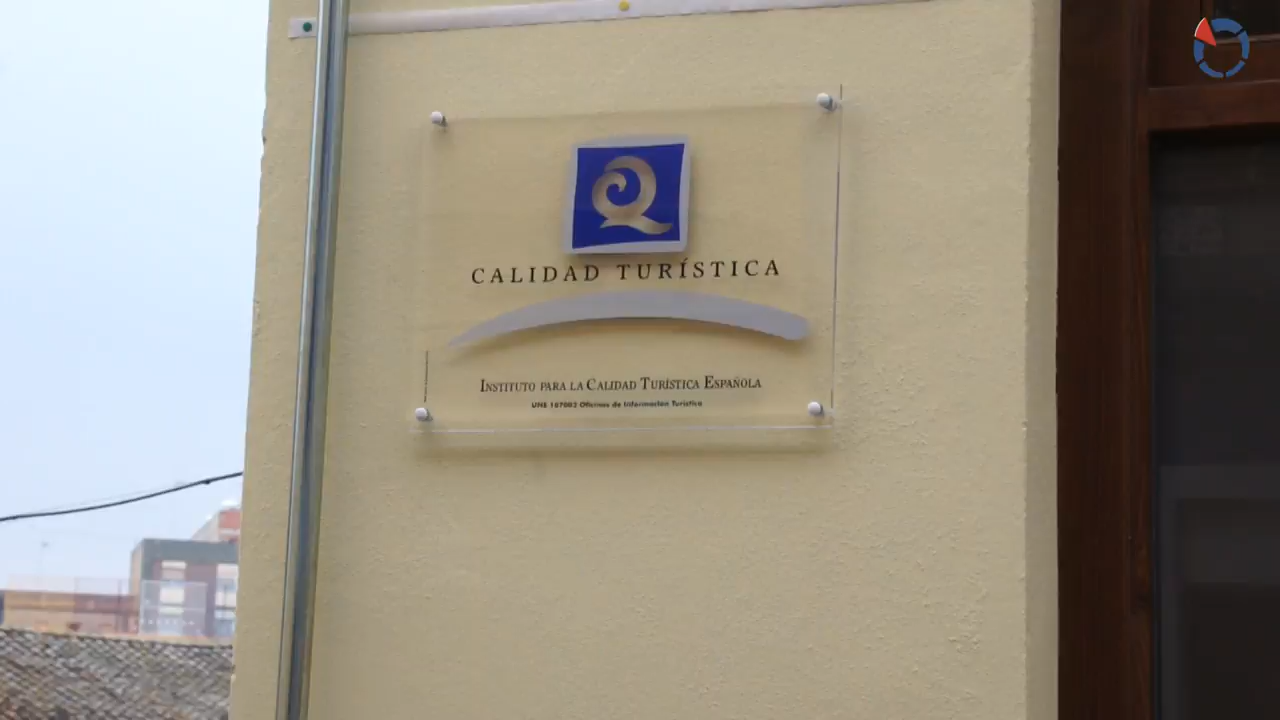 Q
CALIDAD TURÍSTICA
INSTITUTO PARA LA CALIDAD TURÍSTICA ESPAÑOLA
UNE 187003 Oficinas de Información Turística